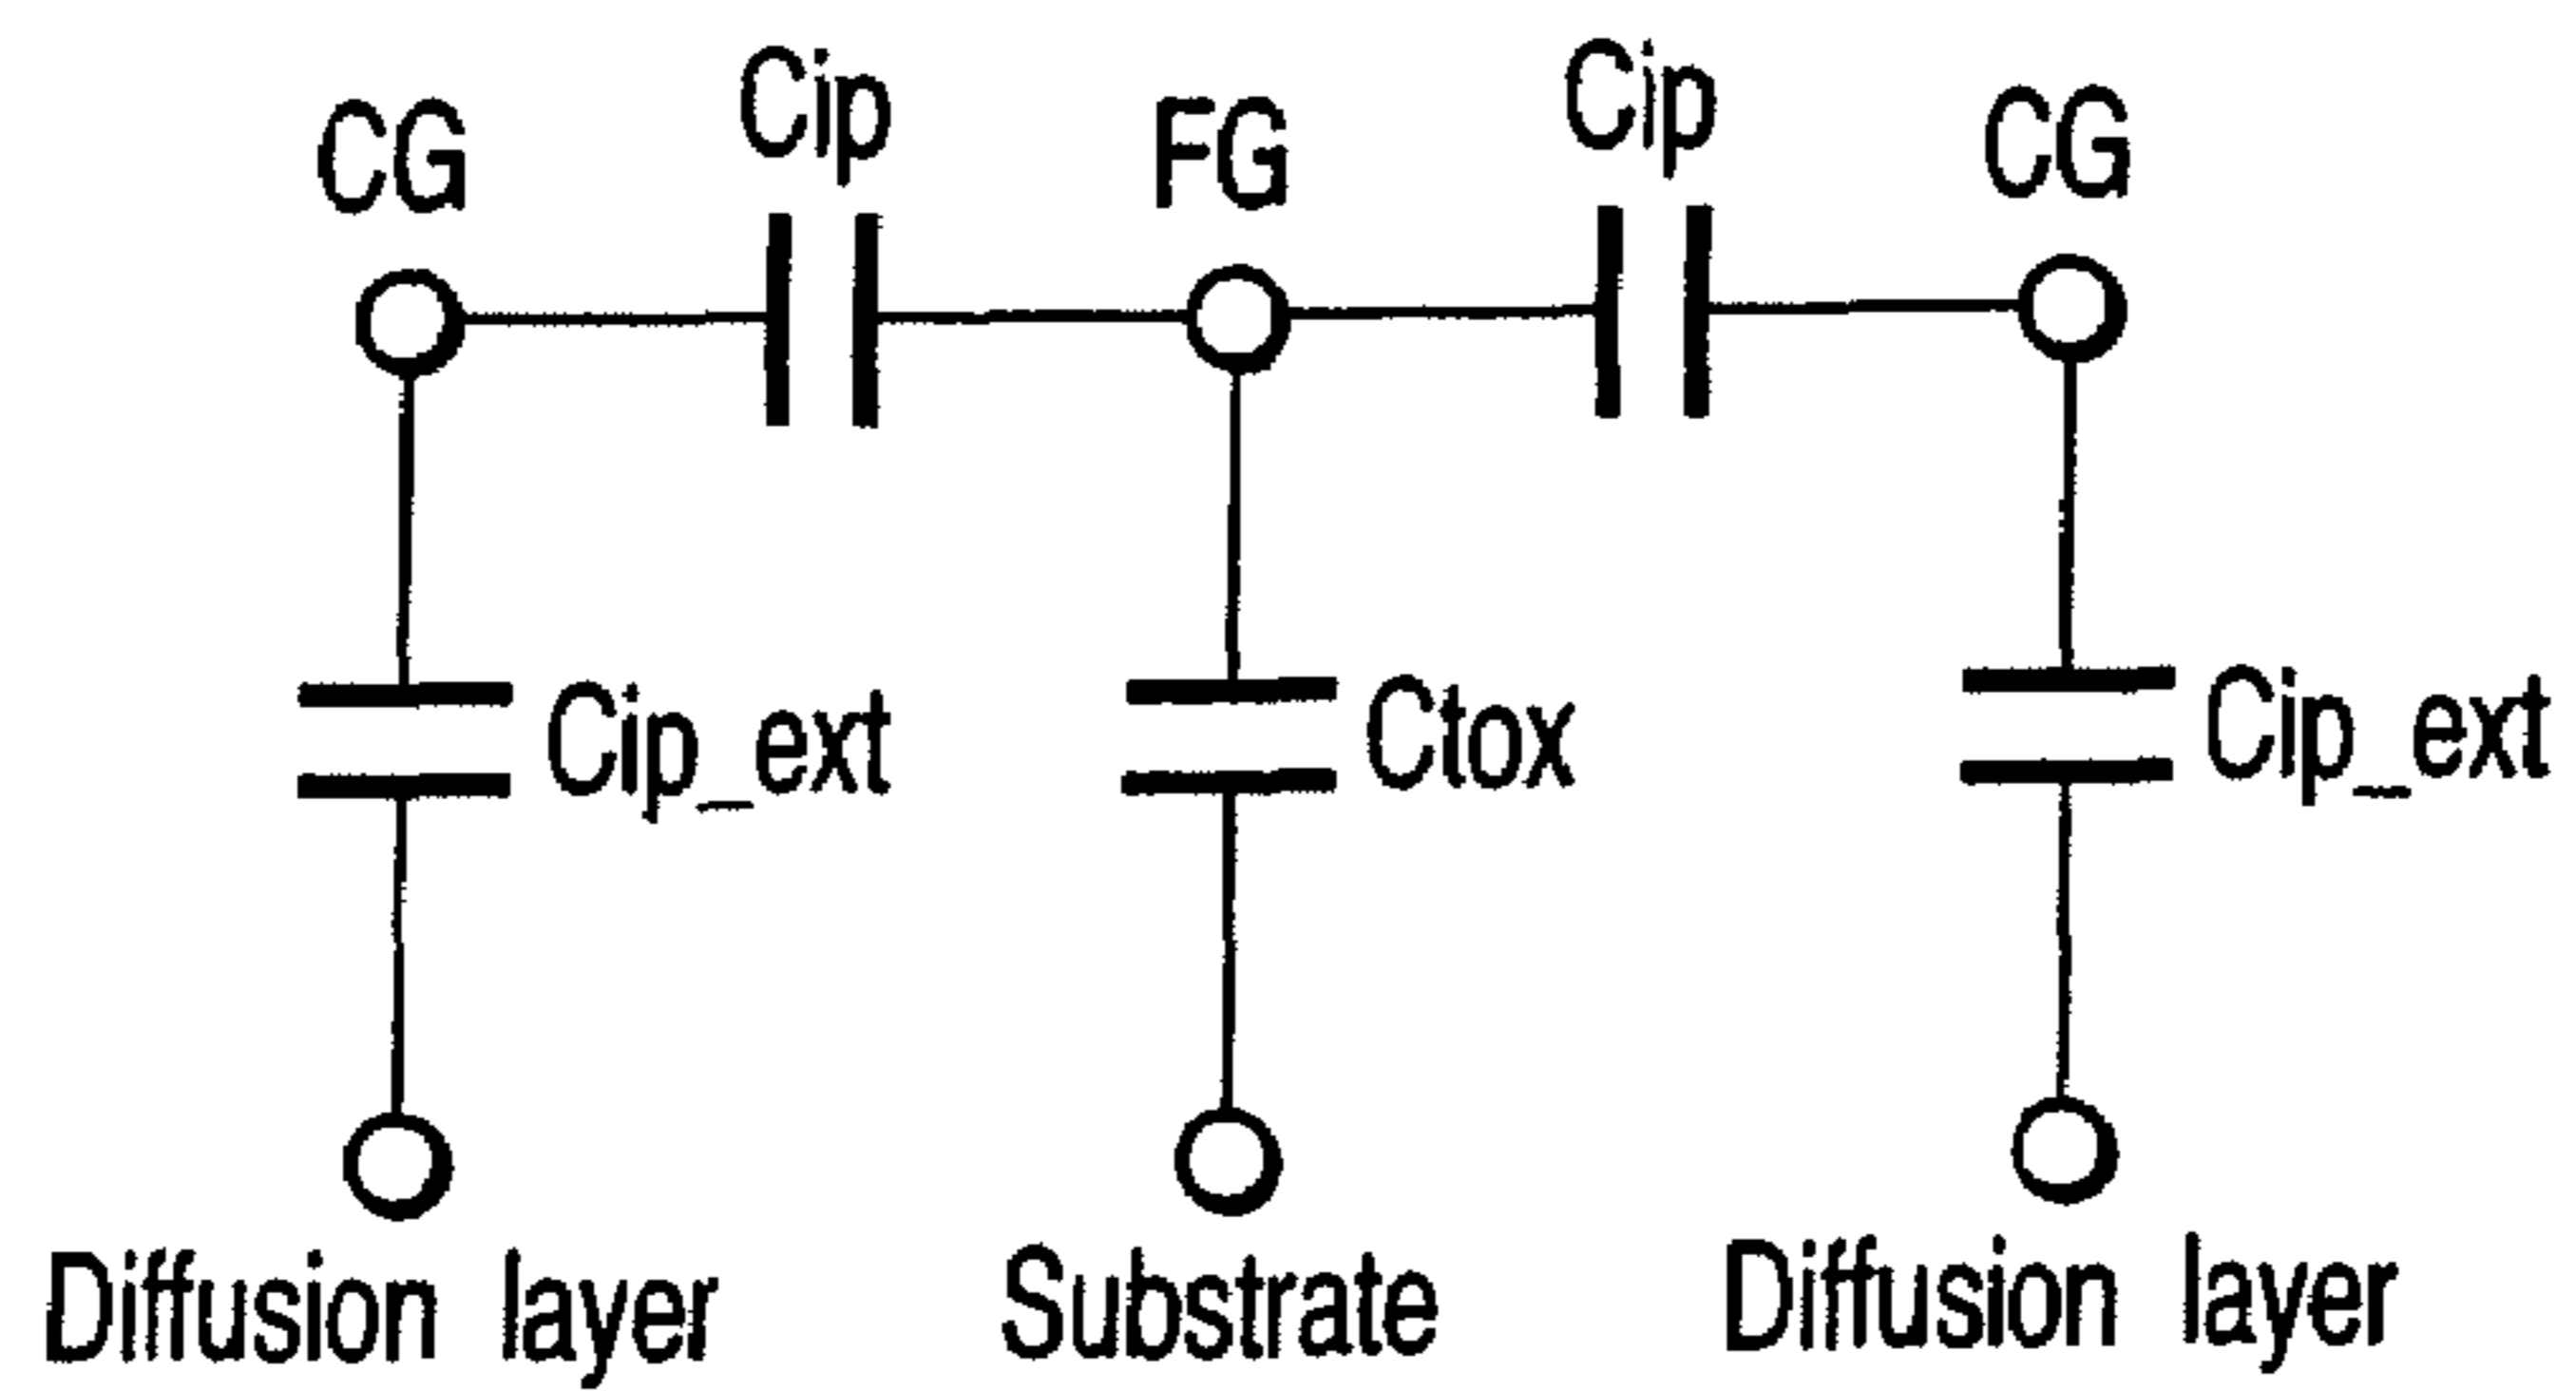 CG
Cip
FG
Cip
CG
Cip_ext
Ctox
Cip_ext
Diffusion layer
Substrate
Diffusion layer